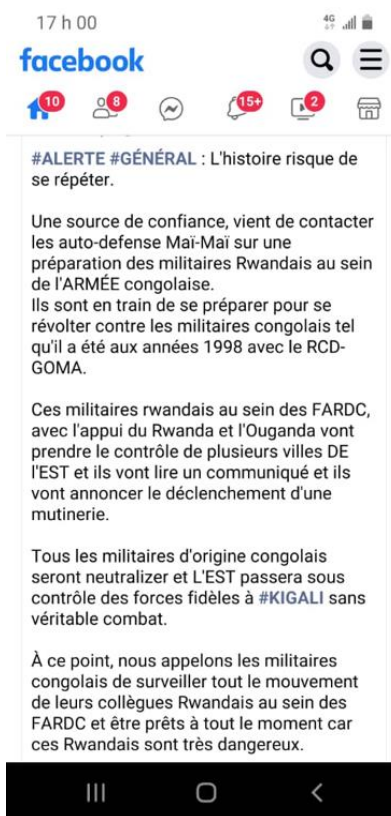 17 h 00
4G
facebook
10
8
15+
2
#ALERTE #GÉNÉRAL : L'histoire risque de
se répéter.
Une source de confiance, vient de contacter
les auto-defense Maï-Maï sur une
préparation des militaires Rwandais au sein
de l'ARMÉE congolaise.
Ils sont en train de se préparer pour se
révolter contre les militaires congolais tel
qu'il a été aux années 1998 avec le RCD-
GOMA.
Ces militaires rwandais au sein des FARDC,
avec l'appui du Rwanda et l'Ouganda vont
prendre le contrôle de plusieurs villes DE
l'EST et ils vont lire un communiqué et ils
vont annoncer le déclenchement d'une
mutinerie.
Tous les militaires d'origine congolais
seront neutralizer et L'EST passera sous
contrôle des forces fidèles à #KIGALI sans
véritable combat.
À ce point, nous appelons les militaires
congolais de surveiller tout le mouvement
de leurs collègues Rwandais au sein des
FARDC et être prêts à tout le moment car
ces Rwandais sont très dangereux.